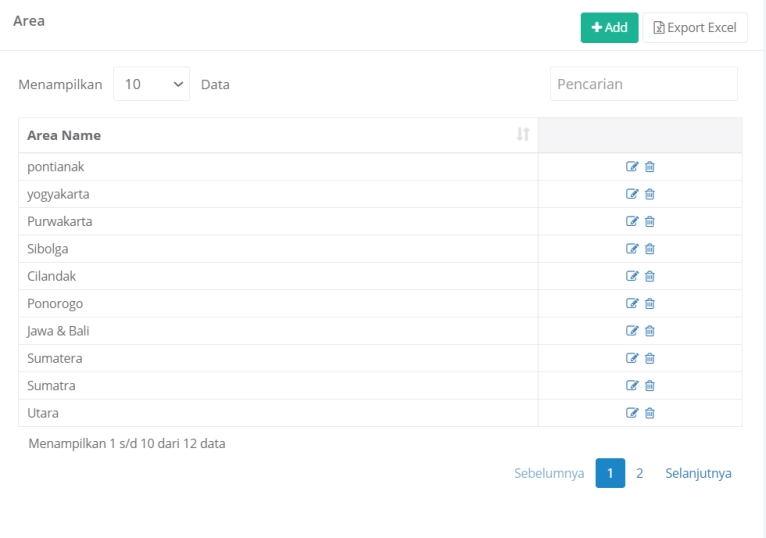 Area
Add
Export Excel
Menampilkan 10 Data
Pencarian
Area Name
pontianak
yogyakarta
Purwakarta
Sibolga
Cilandak
Ponorogo
Jawa & Bali
Sumatera
Sumatra
Utara
Menampilkan 1 s/d 10 dari 12 data
Sebelumnya 1 2 Selanjutnya